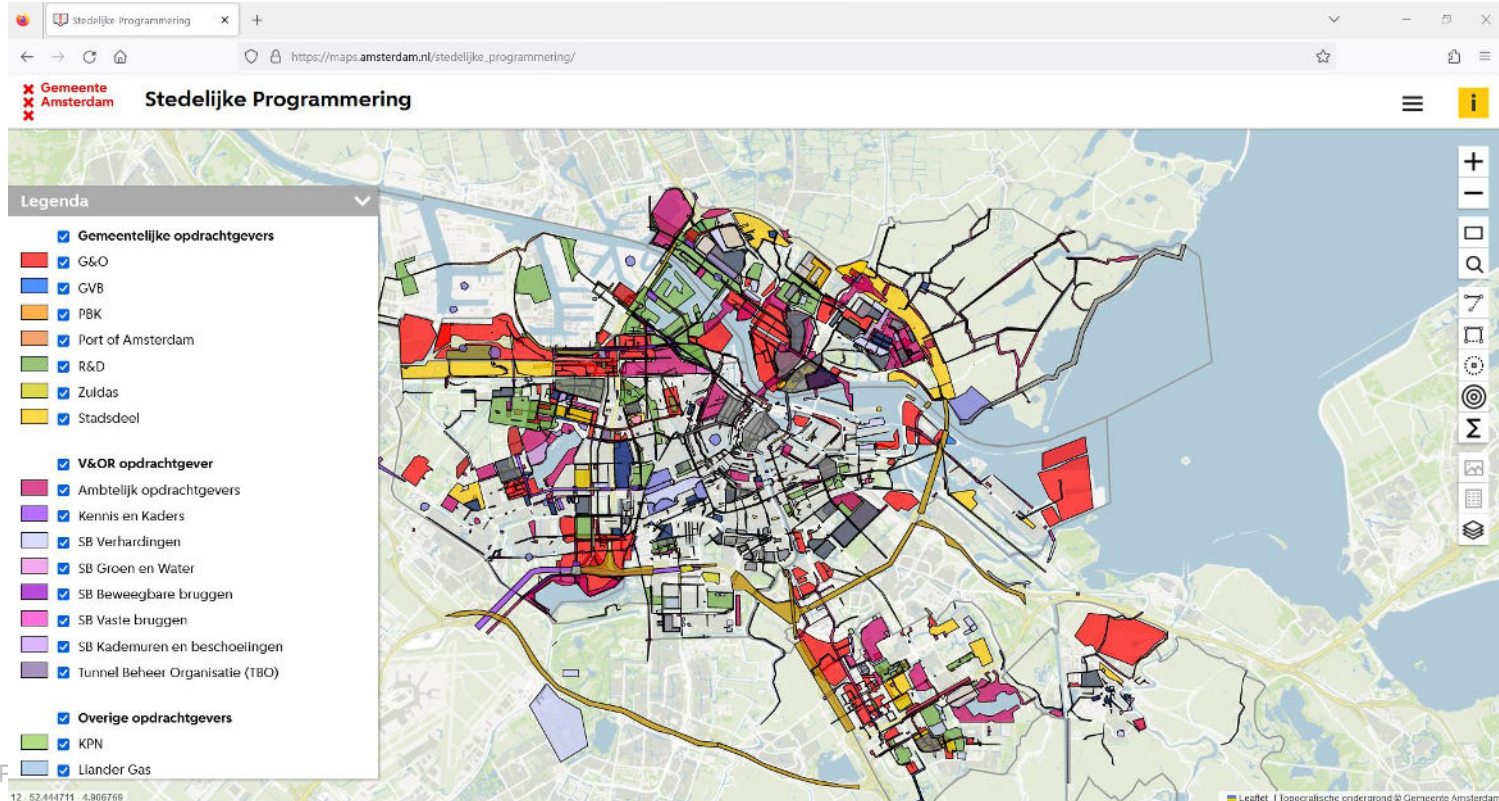 Stedelijke Programmering
https://maps.amsterdam.nl/stedelijke_programmering/
Gemeente
Amsterdam
Stedelijke Programmering
i
Legenda
Gemeentelijke opdrachtgevers
G&O
GVB
PBK
Port of Amsterdam
R&D
Zuidas
Stadsdeel
V&OR opdrachtgever
Ambtelijk opdrachtgevers
Kennis en Kaders
SB Verhardingen
SB Groen en Water
SB Beweegbare bruggen
SB Vaste bruggen
SB Kademuren en beschoeiingen
Tunnel Beheer Organisatie (TBO)
Overige opdrachtgevers
KPN
Liander Gas
12 - 52.444711 - 4.906769
Leaflet | Topografische ondergrond © Gemeente Amsterdam